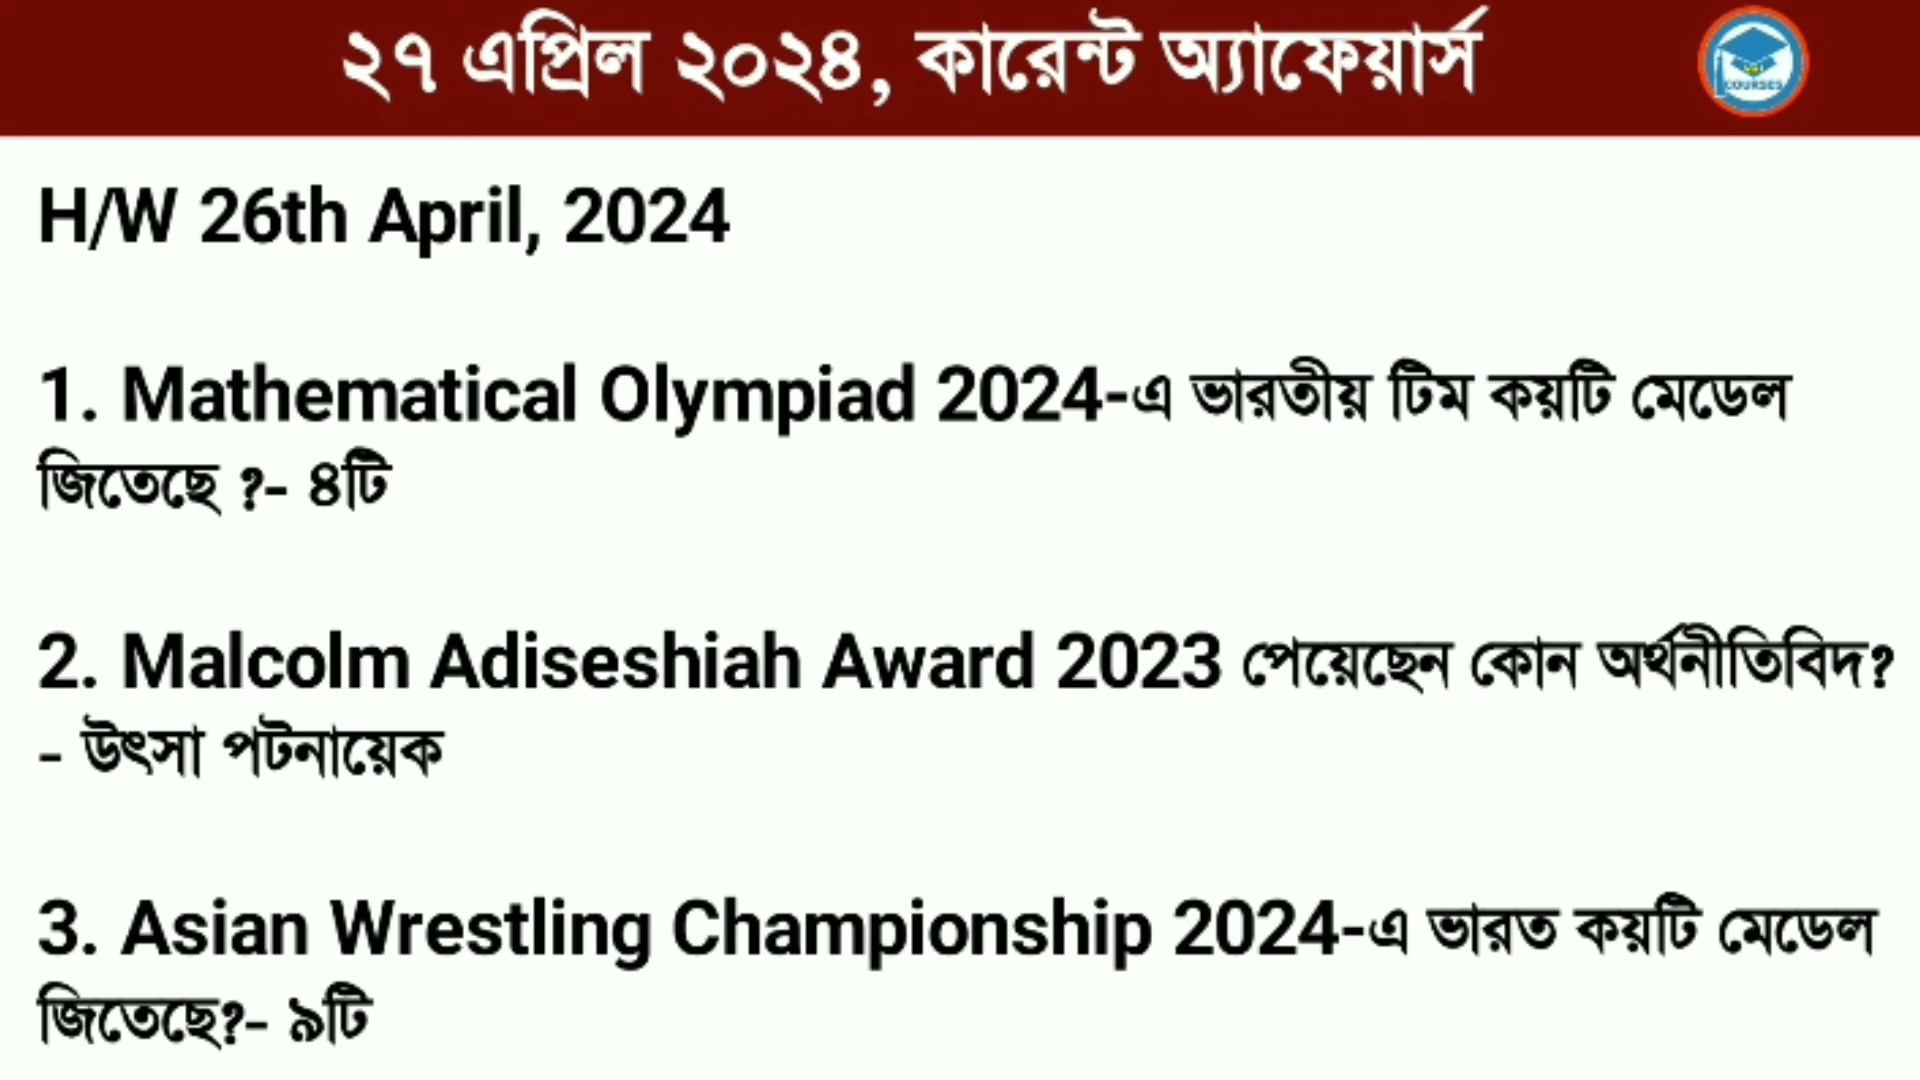 ২৭ এপ্রিল ২০২৪, কারেন্ট অ্যাফেয়ার্স
COURSES
H/W 26th April, 2024
1. Mathematical Olympiad 2024-এ ভারতীয় টিম কয়টি মেডেল
জিতেছে ?- ৪টি
2. Malcolm Adiseshiah Award 2023 পেয়েছেন কোন অর্থনীতিবিদ?
- উৎসা পটনায়েক
3. Asian Wrestling Championship 2024-এ ভারত কয়টি মেডেল
জিতেছে?- ৯টি